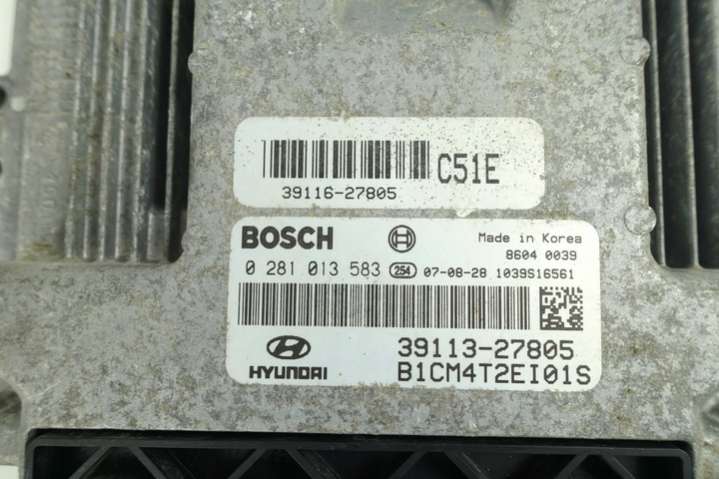 C51E
39116-27805
BOSCH
Made in Korea
8604 0039
0 281 013 583 254 07-08-28 1039S16561
39113-27805
HYUNDAI
B1CM4T2EI01S